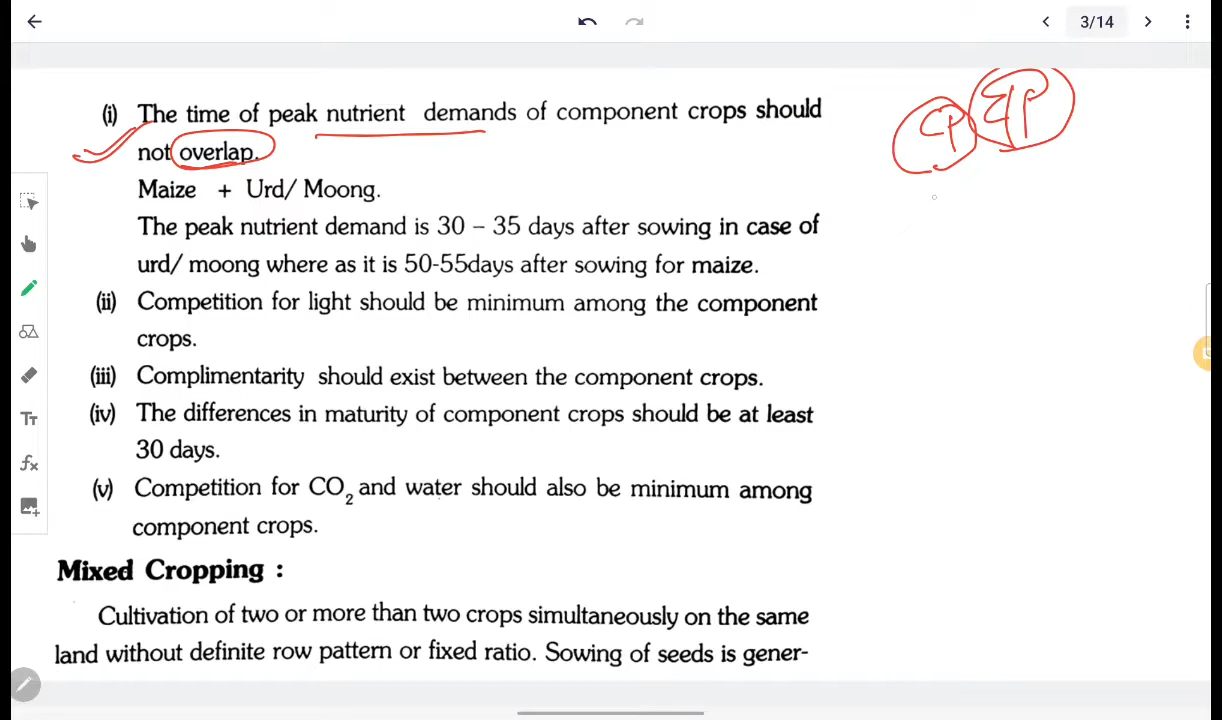 3/14
(i) The time of peak nutrient demands of component crops should
not overlap.
Maize + Urd/ Moong.
The peak nutrient demand is 30 – 35 days after sowing in case of
urd/ moong where as it is 50-55days after sowing for maize.
(ii) Competition for light should be minimum among the component
crops.
(iii) Complimentarity should exist between the component crops.
(iv) The differences in maturity of component crops should be at least
30 days.
(v) Competition for CO2 and water should also be minimum among
component crops.
Mixed Cropping :
Cultivation of two or more than two crops simultaneously on the same
land without definite row pattern or fixed ratio. Sowing of seeds is gener-
Tт
fx